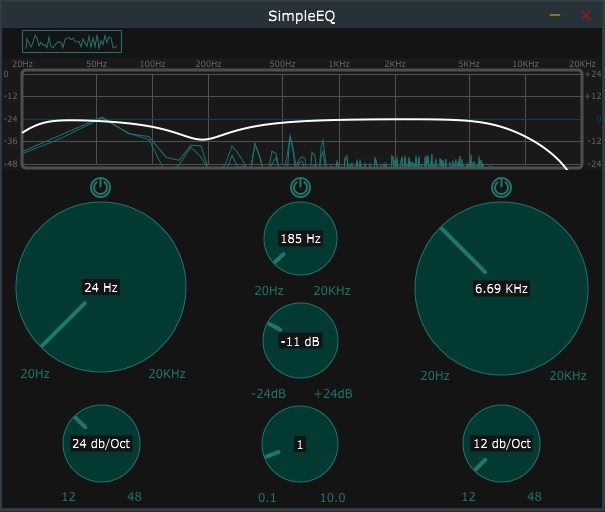 SimpleEQ
20Hz 50Hz 100Hz 200Hz 500Hz 1KHz 2KHz 5KHz 10KHz 20KHz
0 +24
-12 +12
-24 0
-36 -12
-48 -24
185 Hz
24 Hz 6.69 KHz
20Hz 20KHz
-11 dB
20Hz 20KHz 20Hz 20KHz
-24dB +24dB
24 db/Oct 1 12 db/Oct
12 48 0.1 10.0 12 48